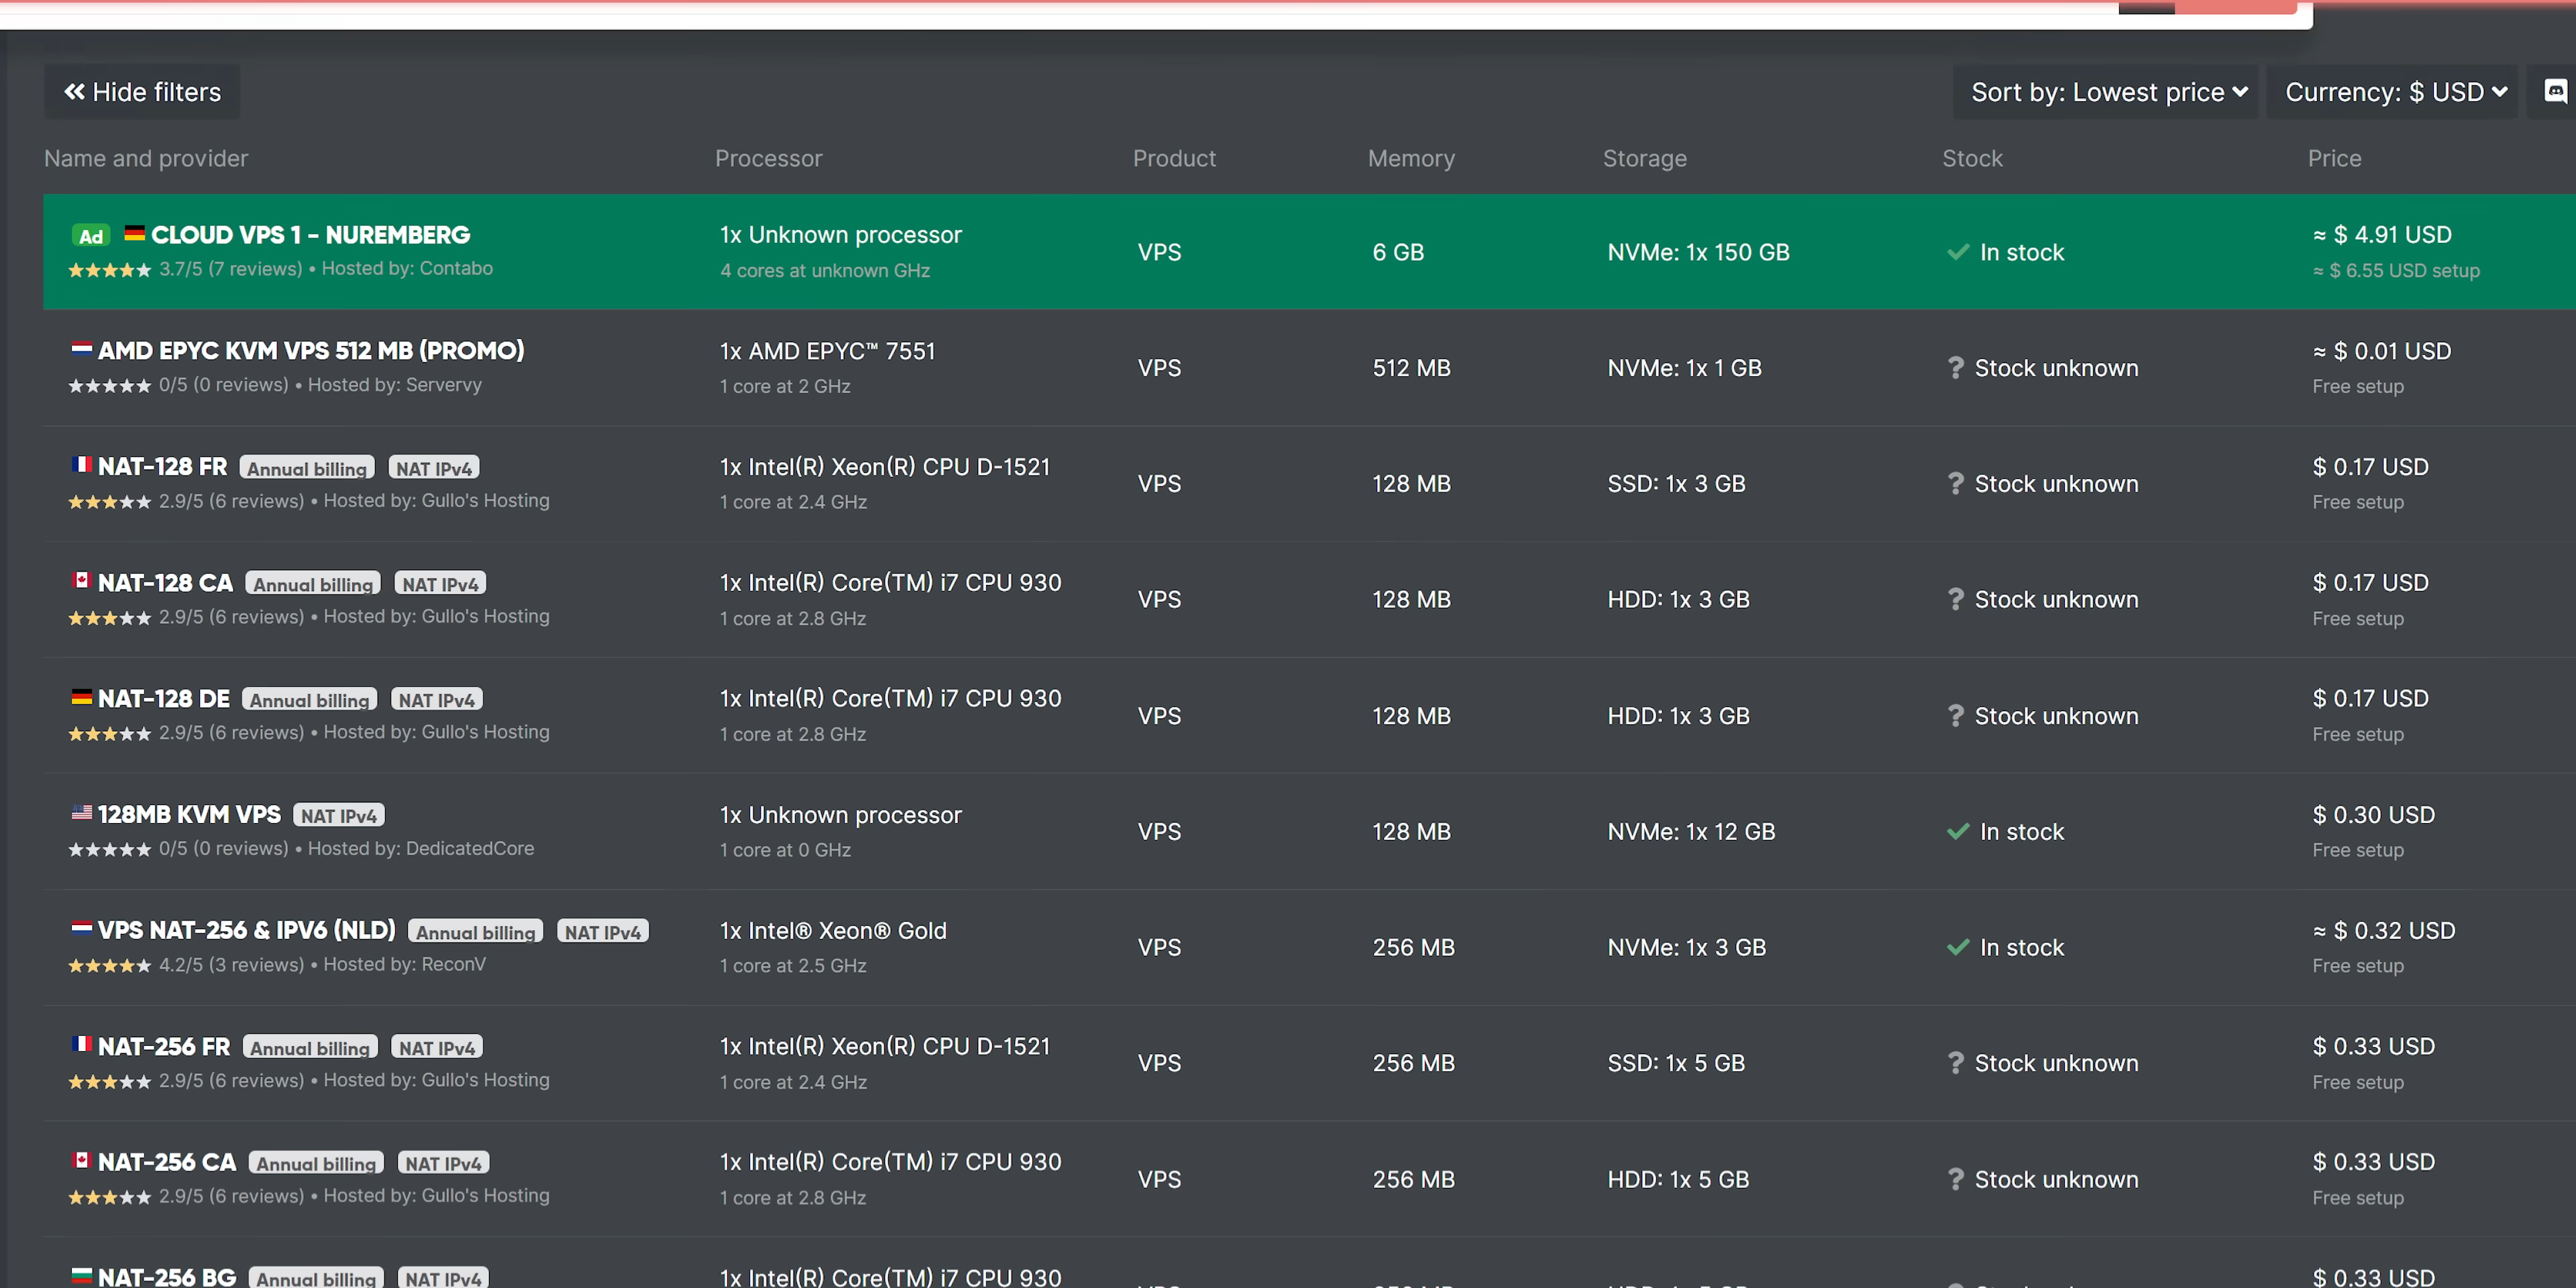 Hide filters
Sort by: Lowest price
Currency: $ USD
Name and provider Processor Product Memory Storage Stock Price
Ad CLOUD VPS 1 - NUREMBERG 1x Unknown processor VPS 6 GB NVMe: 1x 150 GB In stock ≈ $ 4.91 USD
3.7/5 (7 reviews) • Hosted by: Contabo 4 cores at unknown GHz ≈ $ 6.55 USD setup
AMD EPYC KVM VPS 512 MB (PROMO) 1x AMD EPYC™ 7551 VPS 512 MB NVMe: 1x 1 GB ? Stock unknown ≈ $ 0.01 USD
0/5 (0 reviews) • Hosted by: Servervy 1 core at 2 GHz Free setup
NAT-128 FR Annual billing NAT IPv4 1x Intel(R) Xeon(R) CPU D-1521 VPS 128 MB SSD: 1x 3 GB ? Stock unknown $ 0.17 USD
2.9/5 (6 reviews) • Hosted by: Gullo's Hosting 1 core at 2.4 GHz Free setup
NAT-128 CA Annual billing NAT IPv4 1x Intel(R) Core(TM) i7 CPU 930 VPS 128 MB HDD: 1x 3 GB ? Stock unknown $ 0.17 USD
2.9/5 (6 reviews) • Hosted by: Gullo's Hosting 1 core at 2.8 GHz Free setup
NAT-128 DE Annual billing NAT IPv4 1x Intel(R) Core(TM) i7 CPU 930 VPS 128 MB HDD: 1x 3 GB ? Stock unknown $ 0.17 USD
2.9/5 (6 reviews) • Hosted by: Gullo's Hosting 1 core at 2.8 GHz Free setup
128MB KVM VPS NAT IPv4 1x Unknown processor VPS 128 MB NVMe: 1x 12 GB In stock $ 0.30 USD
0/5 (0 reviews) • Hosted by: DedicatedCore 1 core at 0 GHz Free setup
VPS NAT-256 & IPV6 (NLD) Annual billing NAT IPv4 1x Intel® Xeon® Gold VPS 256 MB NVMe: 1x 3 GB In stock ≈ $ 0.32 USD
4.2/5 (3 reviews) • Hosted by: ReconV 1 core at 2.5 GHz Free setup
NAT-256 FR Annual billing NAT IPv4 1x Intel(R) Xeon(R) CPU D-1521 VPS 256 MB SSD: 1x 5 GB ? Stock unknown $ 0.33 USD
2.9/5 (6 reviews) • Hosted by: Gullo's Hosting 1 core at 2.4 GHz Free setup
NAT-256 CA Annual billing NAT IPv4 1x Intel(R) Core(TM) i7 CPU 930 VPS 256 MB HDD: 1x 5 GB ? Stock unknown $ 0.33 USD
2.9/5 (6 reviews) • Hosted by: Gullo's Hosting 1 core at 2.8 GHz Free setup
NAT-256 BG Annual billing NAT IPv4 1x Intel(R) Core(TM) i7 CPU 930 $ 0.33 USD